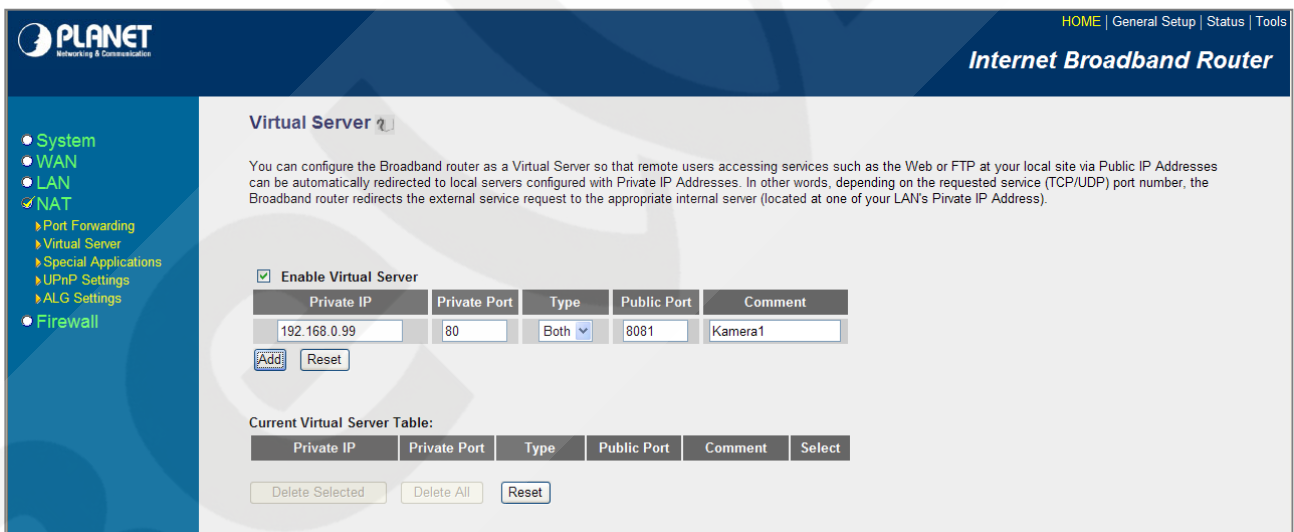 PLANET
Networking & Communication
HOME | General Setup | Status | Tools
Internet Broadband Router
System
WAN
LAN
NAT
Port Forwarding
Virtual Server
Special Applications
UPnP Settings
ALG Settings
Firewall
Virtual Server
You can configure the Broadband router as a Virtual Server so that remote users accessing services such as the Web or FTP at your local site via Public IP Addresses
can be automatically redirected to local servers configured with Private IP Addresses. In other words, depending on the requested service (TCP/UDP) port number, the
Broadband router redirects the external service request to the appropriate internal server (located at one of your LAN's Private IP Address).
Enable Virtual Server
Private IP Private Port Type Public Port Comment
192.168.0.99 80 Both 8081 Kamera1
Add Reset
Current Virtual Server Table:
Private IP Private Port Type Public Port Comment Select
Delete Selected Delete All Reset